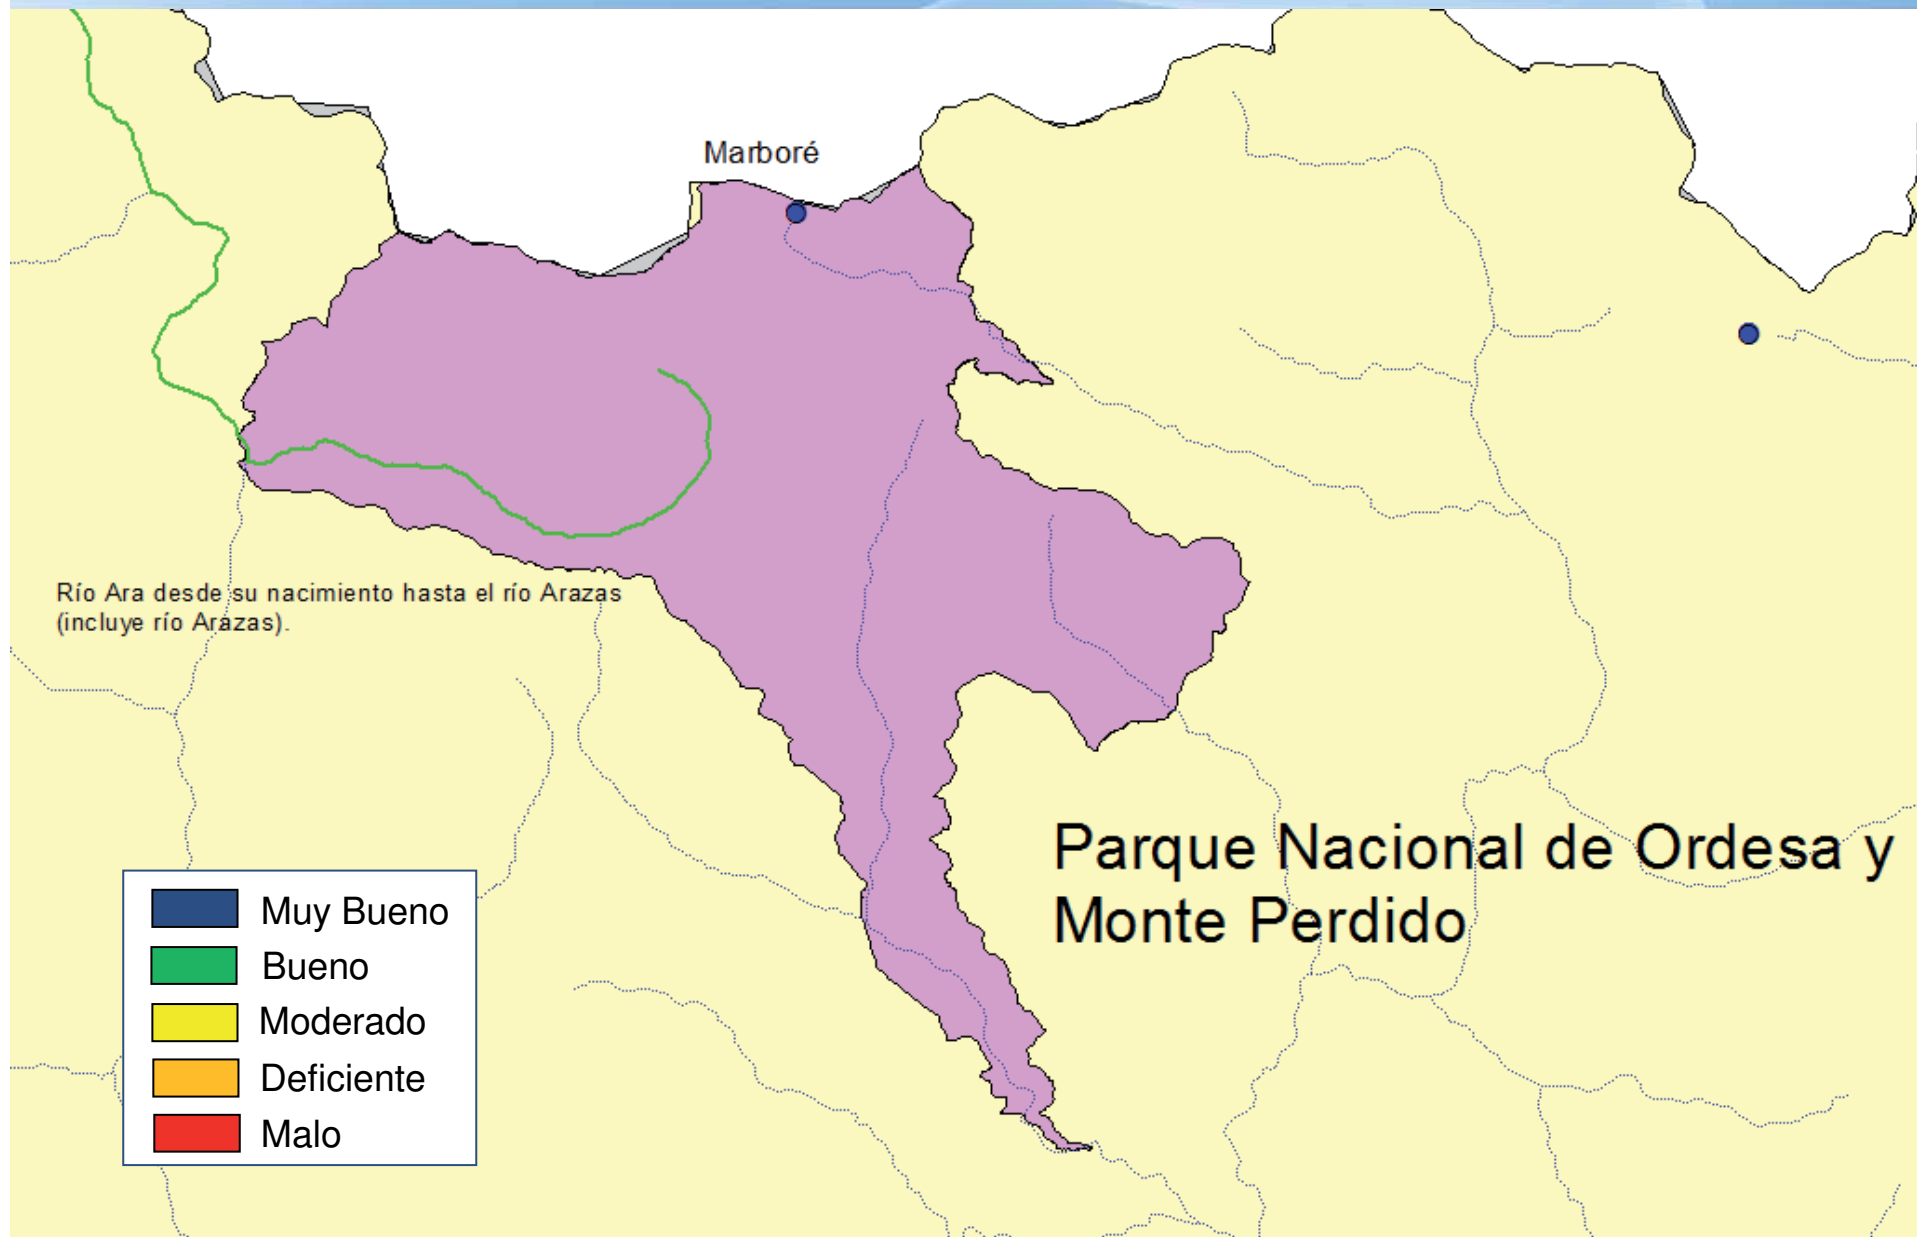 Marboré
Río Ara desde su nacimiento hasta el río Arazas
(incluye río Arazas).
Parque Nacional de Ordesa y
Monte Perdido
Muy Bueno
Bueno
Moderado
Deficiente
Malo